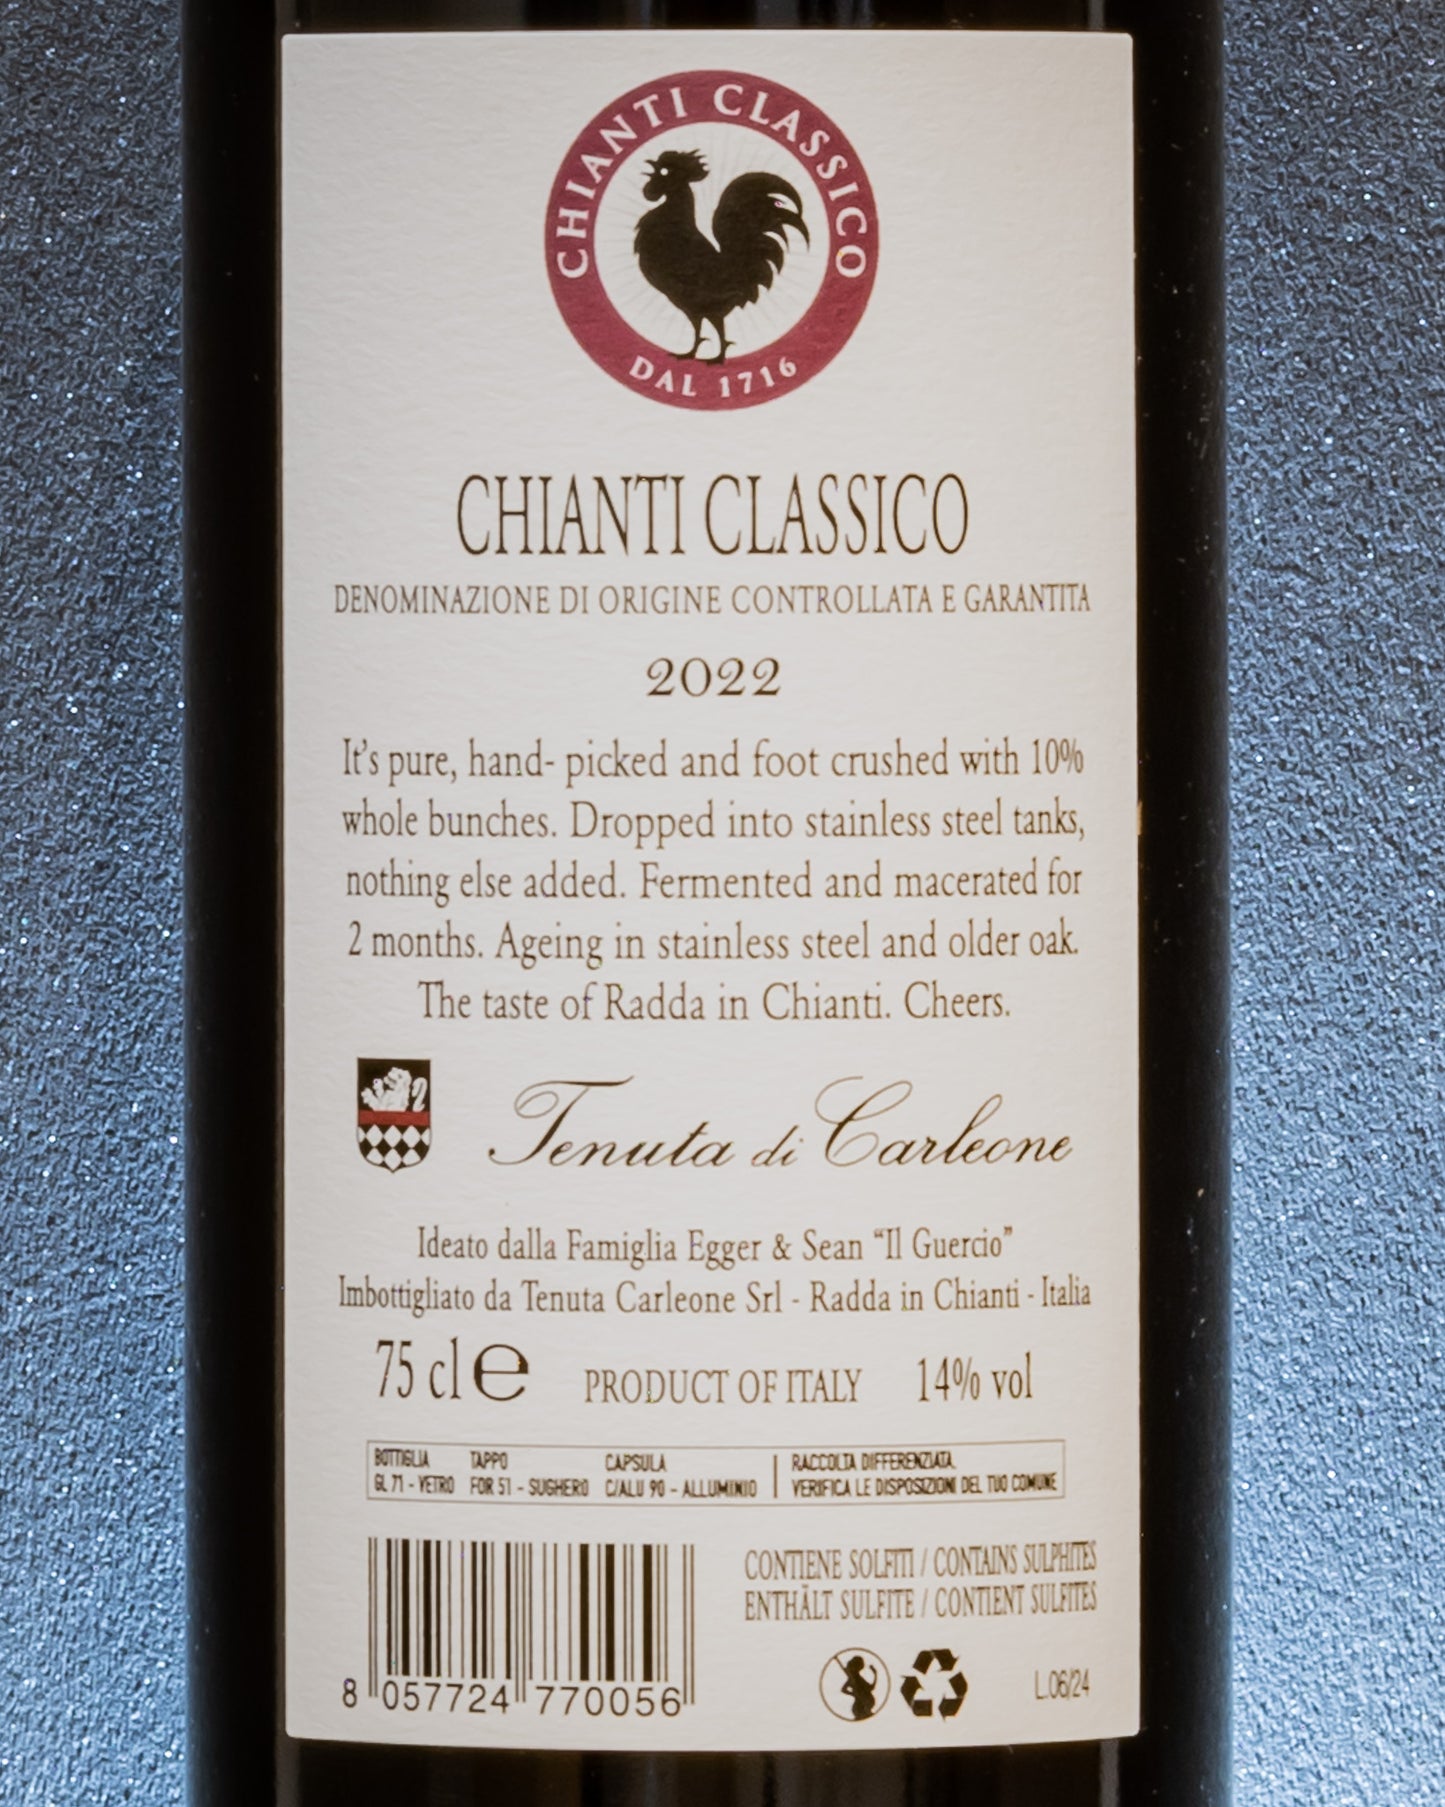 CHIANTI CLASSICO
DAL 1716
CHIANTI CLASSICO
DENOMINAZIONE DI ORIGINE CONTROLLATA E GARANTITA
2022
It's pure, hand- picked and foot crushed with 10%
whole bunches. Dropped into stainless steel tanks,
nothing else added. Fermented and macerated for
2 months. Ageing in stainless steel and older oak.
The taste of Radda in Chianti. Cheers.
Tenuta di Carleone
Ideato dalla Famiglia Egger & Sean “Il Guercio”
Imbottigliato da Tenuta Carleone Srl - Radda in Chianti - Italia
75 cl e PRODUCT OF ITALY 14% vol
BOTTIGLIA TAPPO CAPSULA RACCOLTA DIFFERENZIATA.
GL 71 - VETRO FOR 51 - SUGHERO C/ALU 90 - ALLUMINIO VERIFICA LE DISPOSIZIONI DEL TUO COMUNE
CONTIENE SOLFITI / CONTAINS SULPHITES
ENTHÄLT SULFITE / CONTIENT SULFITES
L.06/24
8 057724 770056